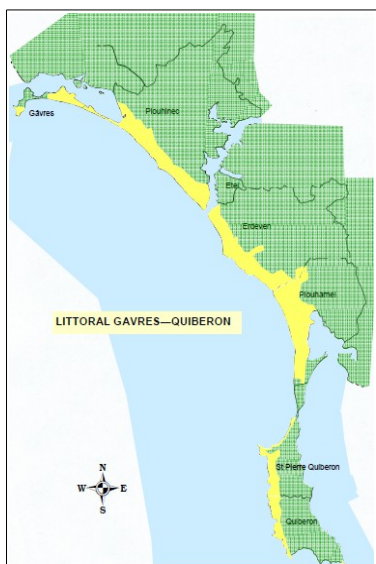 Gâvres
Plouhinec
Etel
Erdeven
Plouharnel
LITTORAL GAVRES—QUIBERON
N
W E
S
St Pierre Quiberon
Quiberon